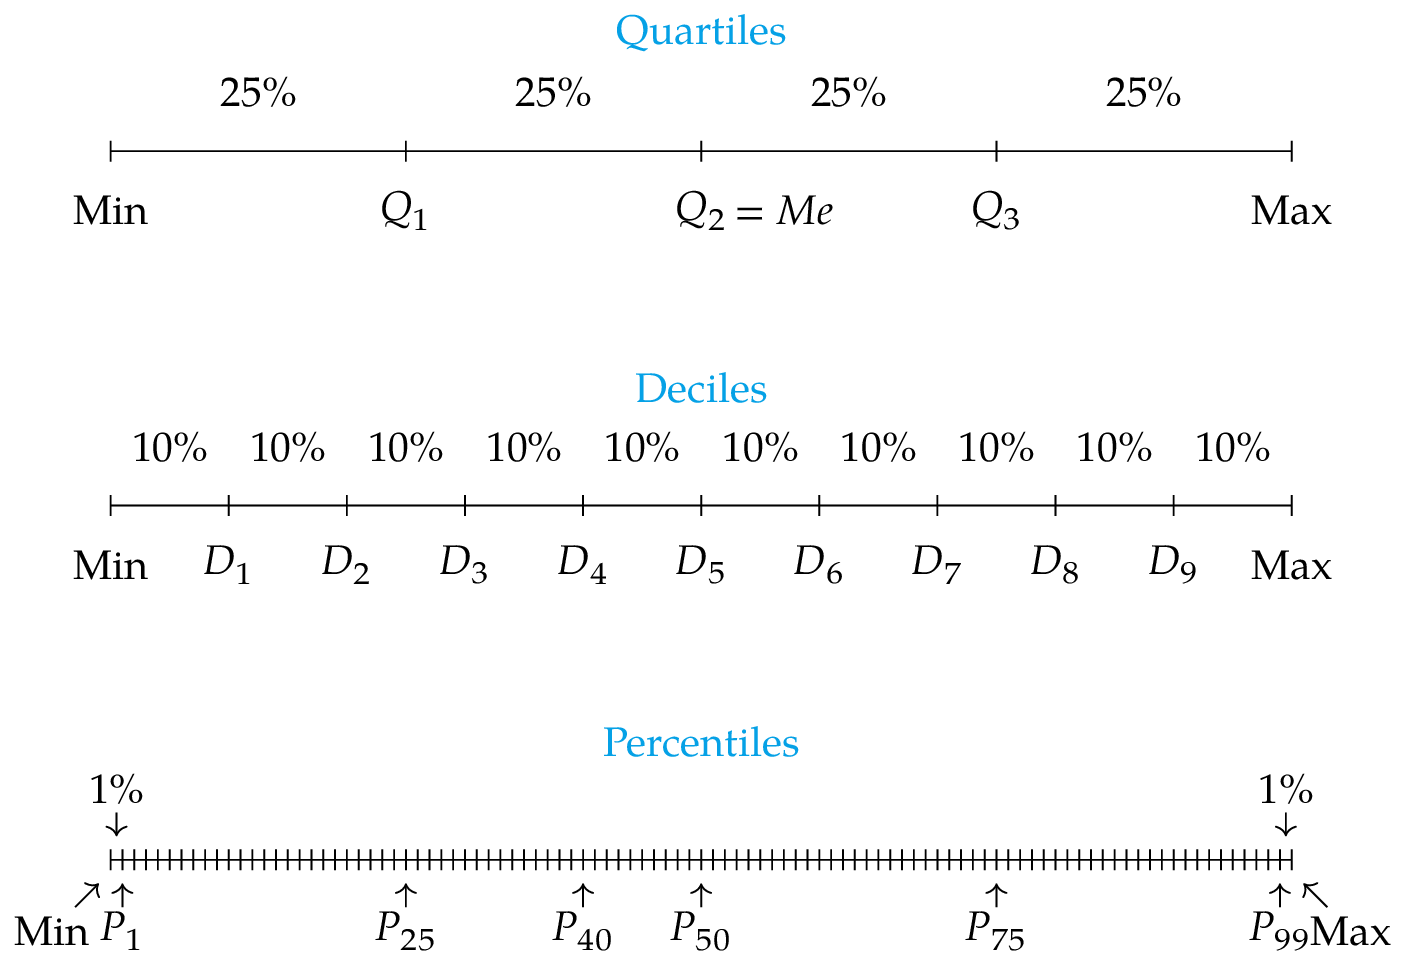 Quartiles
25% 25% 25% 25%
Min Q₁ Q₂ = Me Q₃ Max
Deciles
10% 10% 10% 10% 10% 10% 10% 10% 10% 10%
Min D₁ D₂ D₃ D₄ D₅ D₆ D₇ D₈ D₉ Max
Percentiles
1% 1%
Min P₁ P₂₅ P₄₀ P₅₀ P₇₅ P₉₉ Max